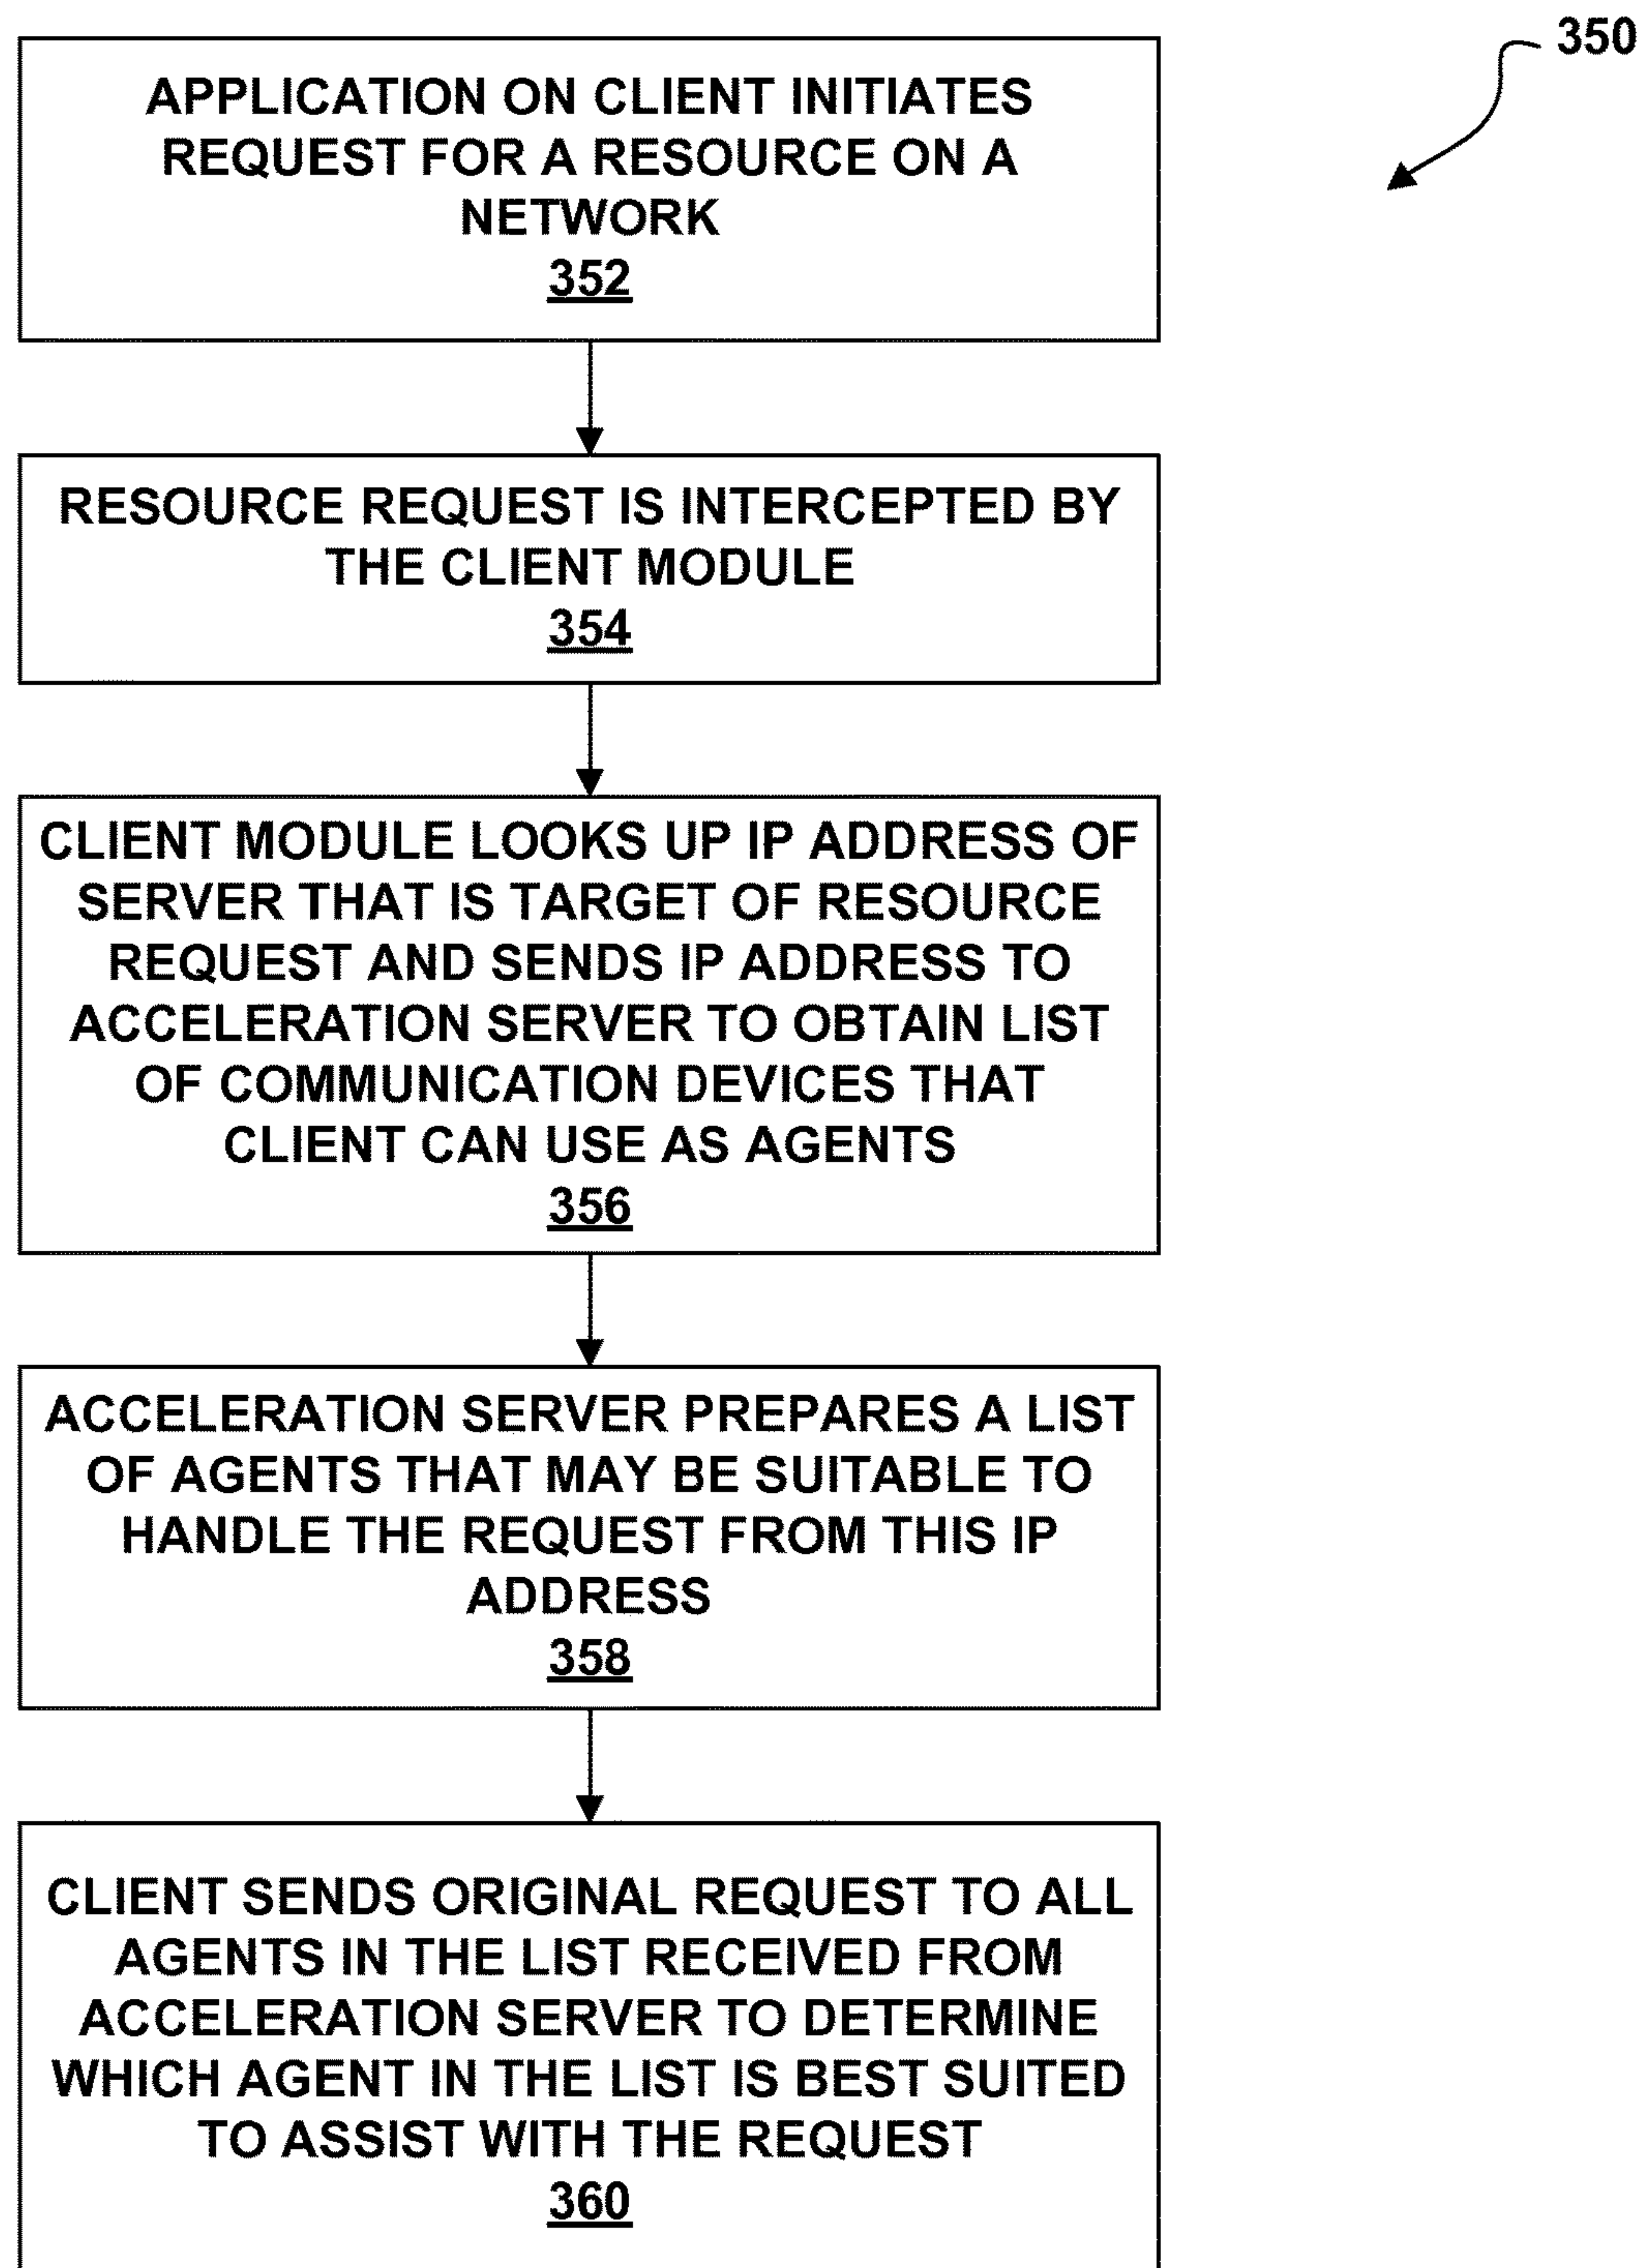 350
APPLICATION ON CLIENT INITIATES
REQUEST FOR A RESOURCE ON A
NETWORK
352
RESOURCE REQUEST IS INTERCEPTED BY
THE CLIENT MODULE
354
CLIENT MODULE LOOKS UP IP ADDRESS OF
SERVER THAT IS TARGET OF RESOURCE
REQUEST AND SENDS IP ADDRESS TO
ACCELERATION SERVER TO OBTAIN LIST
OF COMMUNICATION DEVICES THAT
CLIENT CAN USE AS AGENTS
356
ACCELERATION SERVER PREPARES A LIST
OF AGENTS THAT MAY BE SUITABLE TO
HANDLE THE REQUEST FROM THIS IP
ADDRESS
358
CLIENT SENDS ORIGINAL REQUEST TO ALL
AGENTS IN THE LIST RECEIVED FROM
ACCELERATION SERVER TO DETERMINE
WHICH AGENT IN THE LIST IS BEST SUITED
TO ASSIST WITH THE REQUEST
360